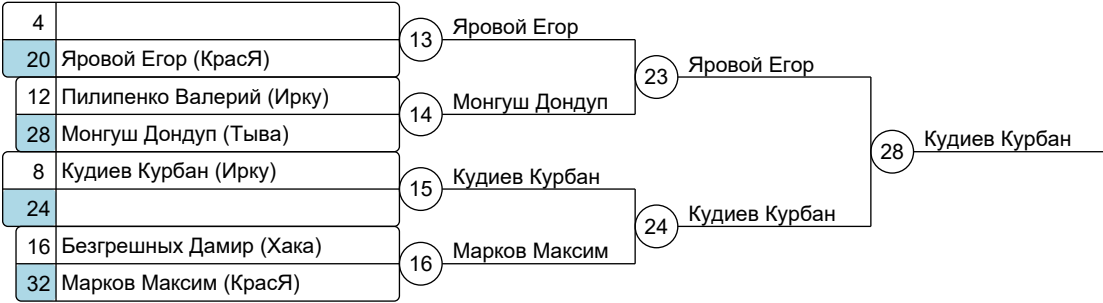 4
20 Яровой Егор (КрасЯ)
12 Пилипенко Валерий (Ирку)
28 Монгуш Дондуп (Тыва)
8 Кудиев Курбан (Ирку)
24
16 Безгрешных Дамир (Хака)
32 Марков Максим (КрасЯ)
13 Яровой Егор
14 Монгуш Дондуп
15 Кудиев Курбан
16 Марков Максим
23 Яровой Егор
24 Кудиев Курбан
28 Кудиев Курбан